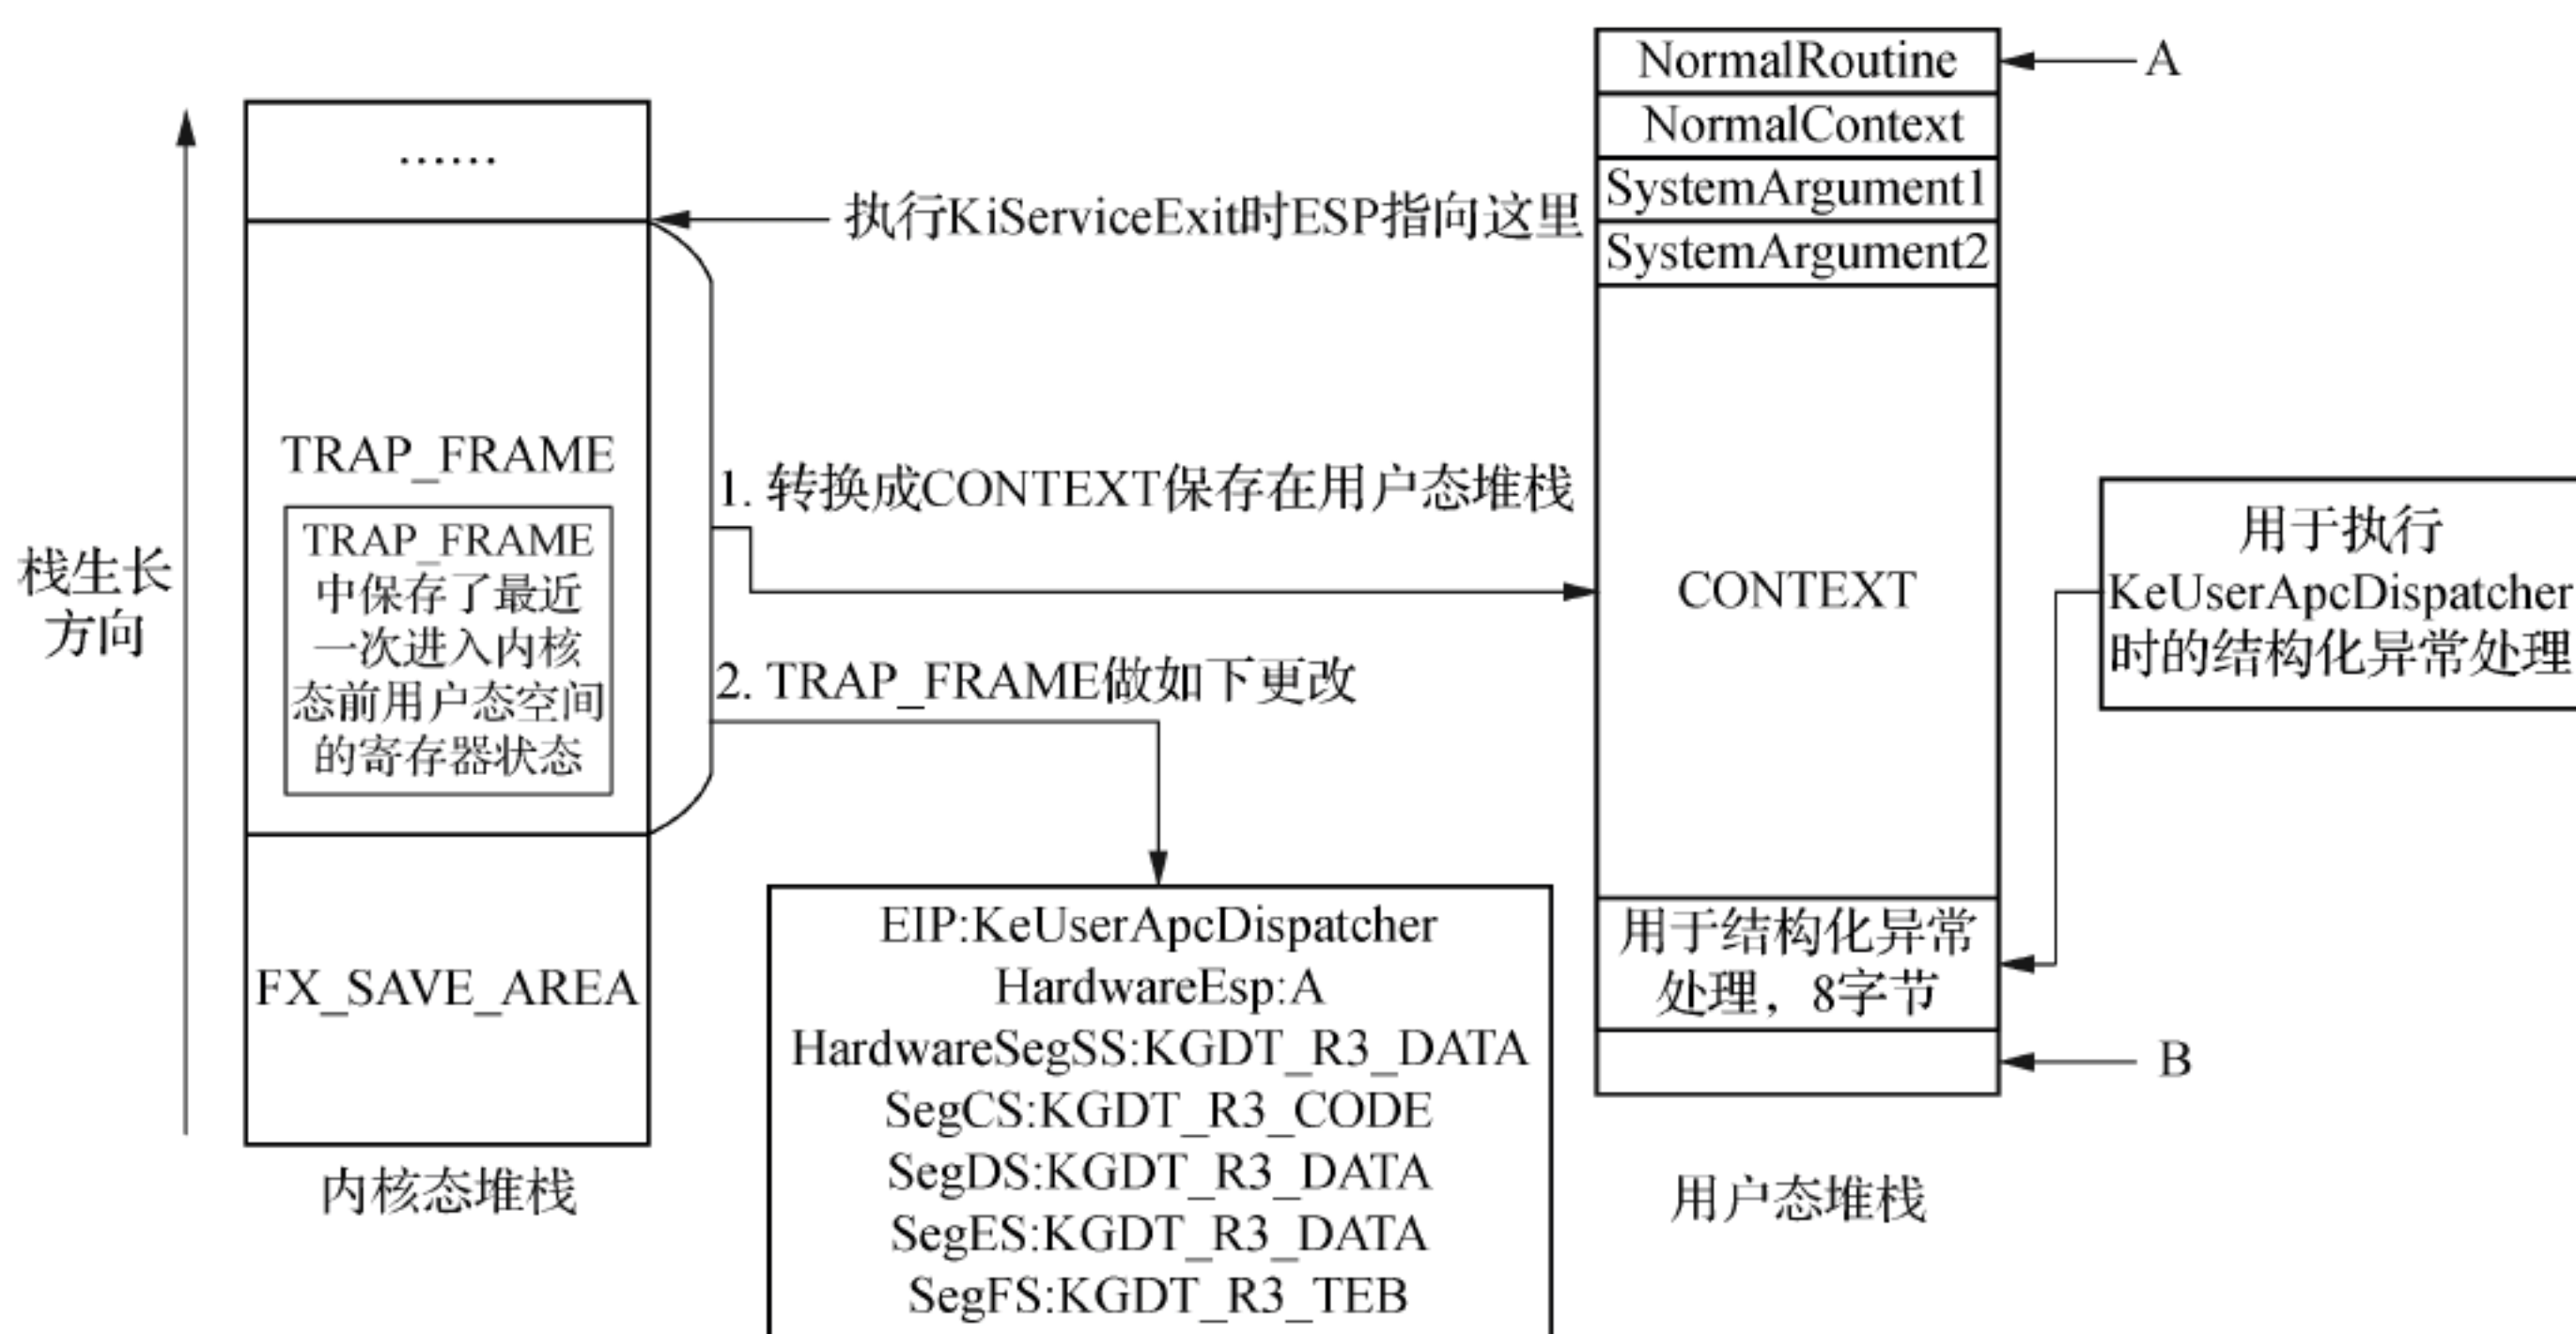 栈生长
方向
……
TRAP_FRAME
TRAP_FRAME
中保存了最近
一次进入内核
态前用户态空间
的寄存器状态
FX_SAVE_AREA
内核态堆栈
执行KiServiceExit时ESP指向这里
1. 转换成CONTEXT保存在用户态堆栈
2. TRAP_FRAME做如下更改
EIP:KeUserApcDispatcher
HardwareEsp:A
HardwareSegSS:KGDT_R3_DATA
SegCS:KGDT_R3_CODE
SegDS:KGDT_R3_DATA
SegES:KGDT_R3_DATA
SegFS:KGDT_R3_TEB
NormalRoutine
A
NormalContext
SystemArgument1
SystemArgument2
CONTEXT
用于结构化异常
处理，8字节
B
用户态堆栈
用于执行
KeUserApcDispatcher
时的结构化异常处理